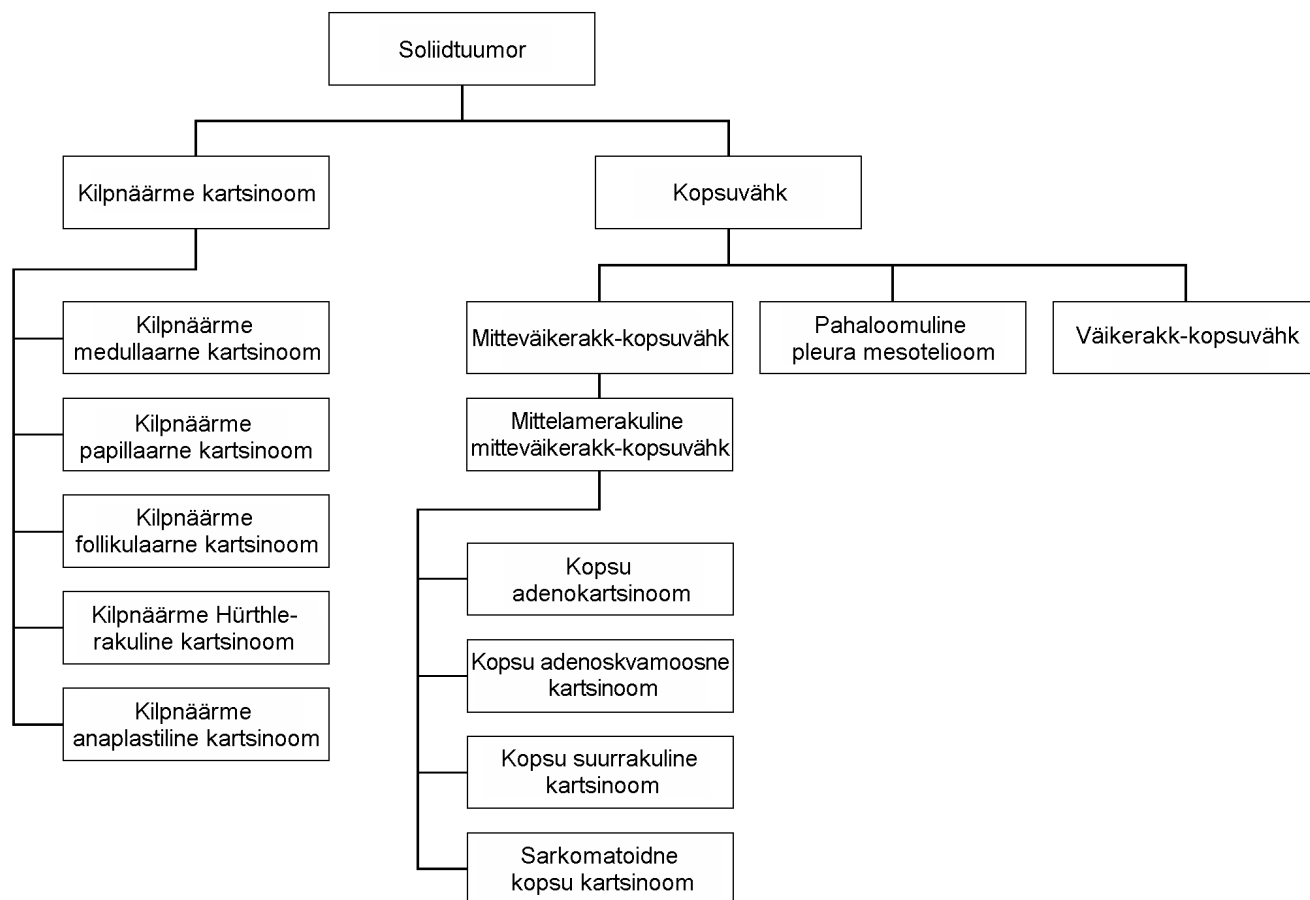 Soliidtuumor
Kilpnäärme kartsinoom
Kopsuvähk
Kilpnäärme
medullaarne kartsinoom
Kilpnäärme
papillaarne kartsinoom
Kilpnäärme
follikulaarne kartsinoom
Kilpnäärme Hürthle-
rakuline kartsinoom
Kilpnäärme
anaplastiline kartsinoom
Mitteväikerakk-kopsuvähk
Pahaloomuline
pleura mesotelioom
Väikerakk-kopsuvähk
Mittelamerakuline
mitteväikerakk-kopsuvähk
Kopsu
adenokartsinoom
Kopsu adenoskvamoosne
kartsinoom
Kopsu suurrakuline
kartsinoom
Sarkomatoidne
kopsu kartsinoom